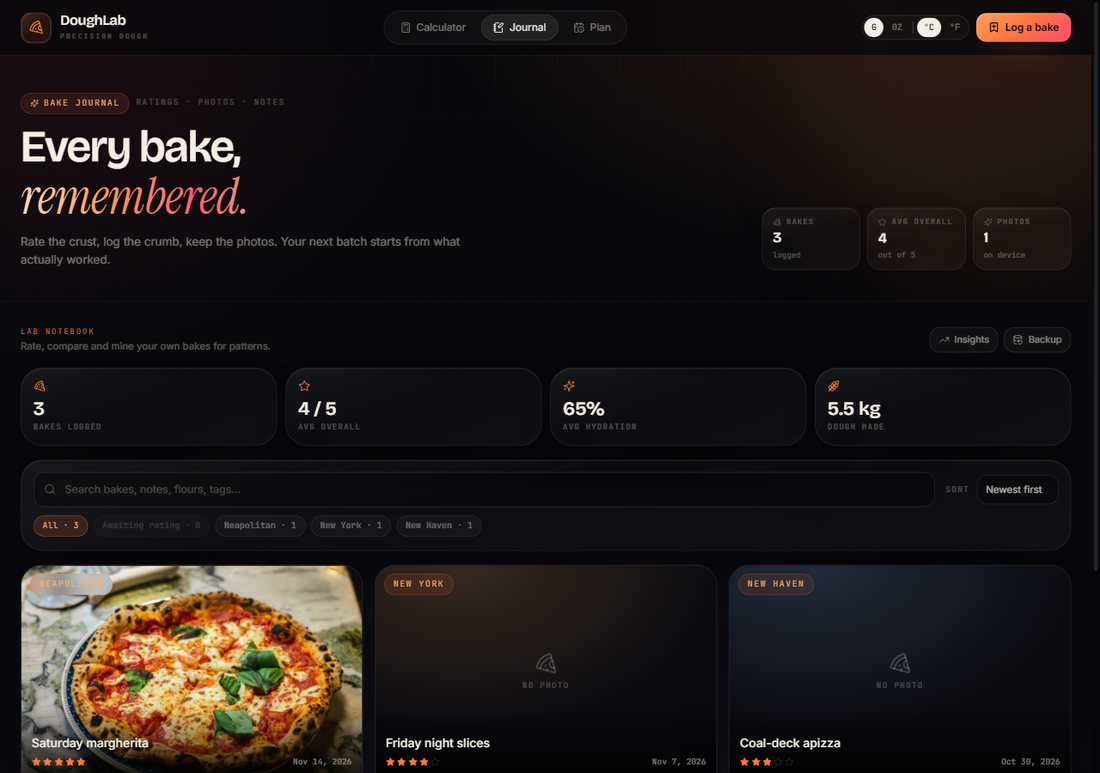 DoughLab
PRECISION DOUGH
Calculator
Journal
Plan
G OZ °C °F
Log a bake
BAKE JOURNAL
RATINGS · PHOTOS · NOTES
Every bake,
remembered.
Rate the crust, log the crumb, keep the photos. Your next batch starts from what
actually worked.
BAKES
3
logged
AVG OVERALL
4
out of 5
PHOTOS
1
on device
LAB NOTEBOOK
Rate, compare and mine your own bakes for patterns.
Insights
Backup
3
BAKES LOGGED
4 / 5
AVG OVERALL
65%
AVG HYDRATION
5.5 kg
DOUGH MADE
Search bakes, notes, flours, tags...
SORT
Newest first
All · 3
Awaiting rating · 0
Neapolitan · 1
New York · 1
New Haven · 1
NEAPOLITAN
Saturday margherita
Nov 14, 2026
NEW YORK
NO PHOTO
Friday night slices
Nov 7, 2026
NEW HAVEN
NO PHOTO
Coal-deck apizza
Oct 30, 2026